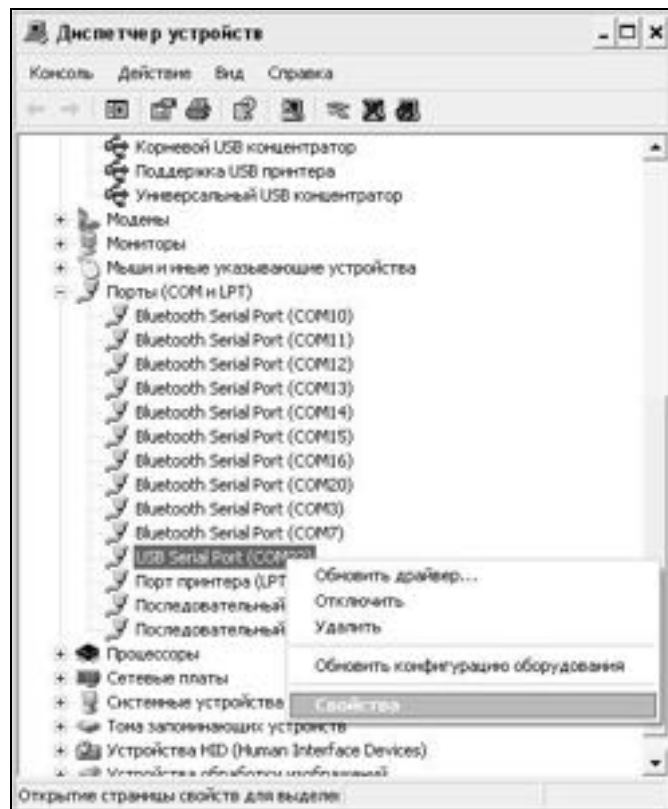 Диспетчер устройств
Консоль Действие Вид Справка
Корневой USB концентратор
Поддержка USB принтера
Универсальный USB концентратор
Модемы
Мониторы
Мыши и иные указывающие устройства
Порты (COM и LPT)
Bluetooth Serial Port (COM10)
Bluetooth Serial Port (COM11)
Bluetooth Serial Port (COM12)
Bluetooth Serial Port (COM13)
Bluetooth Serial Port (COM14)
Bluetooth Serial Port (COM15)
Bluetooth Serial Port (COM16)
Bluetooth Serial Port (COM20)
Bluetooth Serial Port (COM3)
Bluetooth Serial Port (COM7)
USB Serial Port
Порт принтера (LPT
Последовательный
Последовательный
Процессоры
Сетевые платы
Системные устройства
Тома запоминающих устройств
Устройства HID (Human Interface Devices)
Устройства обработки изображений
Обновить драйвер...
Отключить
Удалить
Обновить конфигурацию оборудования
Свойства
Открытие страницы свойств для выделен